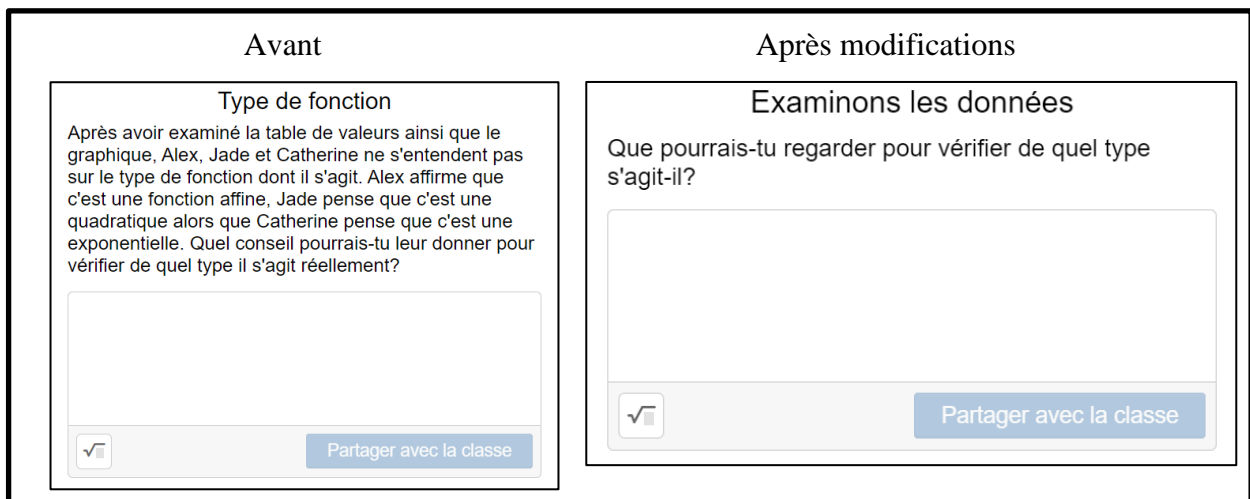 Avant
Type de fonction
Après avoir examiné la table de valeurs ainsi que le
graphique, Alex, Jade et Catherine ne s'entendent pas
sur le type de fonction dont il s'agit. Alex affirme que
c'est une fonction affine, Jade pense que c'est une
quadratique alors que Catherine pense que c'est une
exponentielle. Quel conseil pourrais-tu leur donner pour
vérifier de quel type il s'agit réellement?
√
Partager avec la classe
Après modifications
Examinons les données
Que pourrais-tu regarder pour vérifier de quel type
s'agit-il?
√
Partager avec la classe